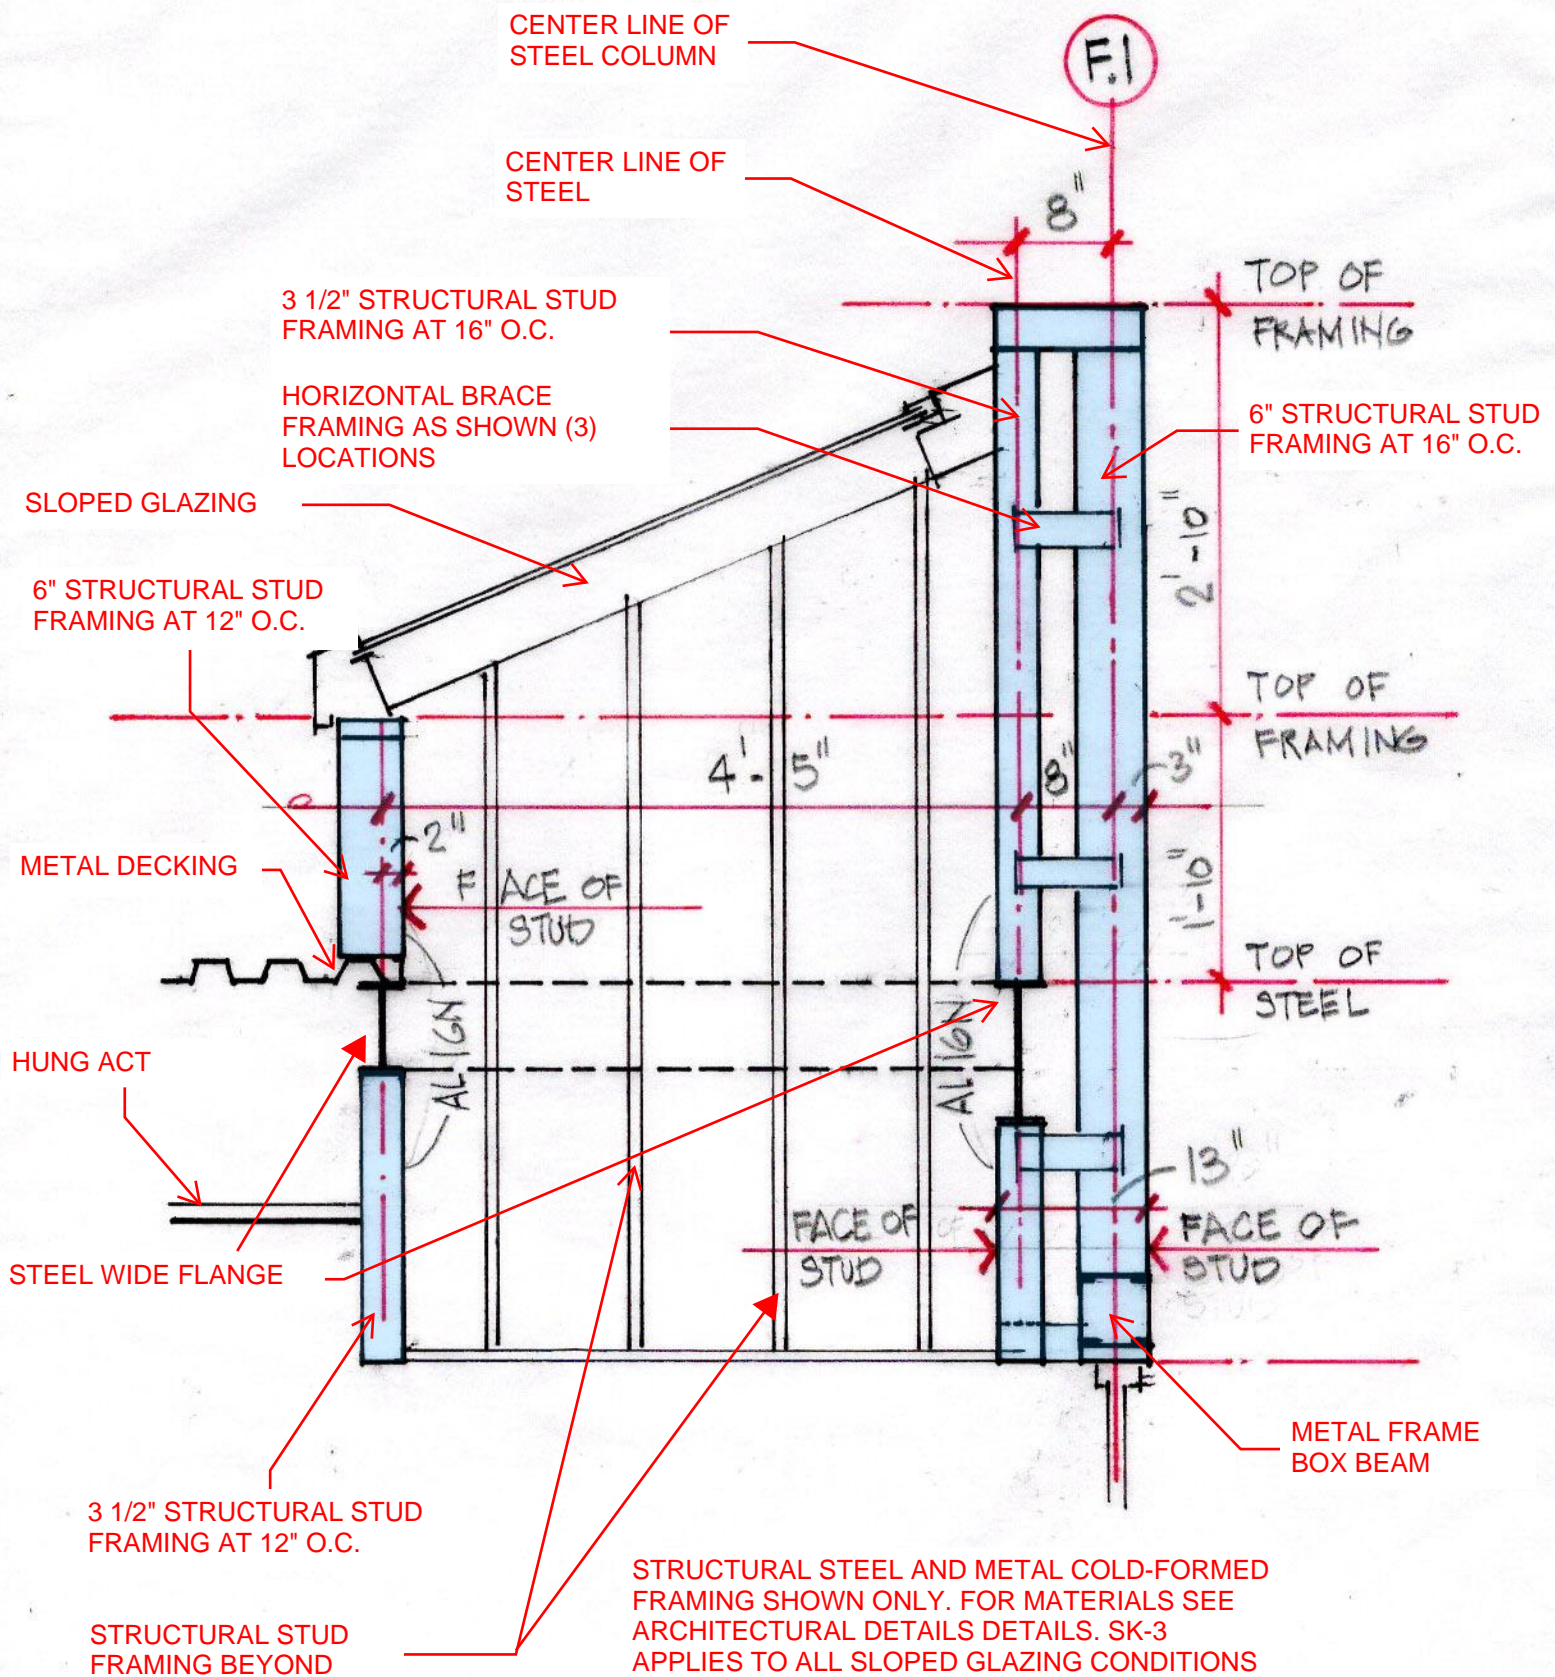 CENTER LINE OF
STEEL COLUMN
F.1
CENTER LINE OF
STEEL
8"
3 1/2" STRUCTURAL STUD
FRAMING AT 16" O.C.
TOP OF
FRAMING
HORIZONTAL BRACE
FRAMING AS SHOWN (3)
LOCATIONS
6" STRUCTURAL STUD
FRAMING AT 16" O.C.
SLOPED GLAZING
2'-10"
6" STRUCTURAL STUD
FRAMING AT 12" O.C.
TOP OF
FRAMING
4'-5"
8"
3"
2"
METAL DECKING
FACE OF
STUD
1'-10"
TOP OF
STEEL
ALIGN
ALIGN
HUNG ACT
13"
FACE OF
STUD
FACE OF
STUD
STEEL WIDE FLANGE
METAL FRAME
BOX BEAM
3 1/2" STRUCTURAL STUD
FRAMING AT 12" O.C.
STRUCTURAL STUD
FRAMING BEYOND
STRUCTURAL STEEL AND METAL COLD-FORMED
FRAMING SHOWN ONLY. FOR MATERIALS SEE
ARCHITECTURAL DETAILS DETAILS. SK-3
APPLIES TO ALL SLOPED GLAZING CONDITIONS